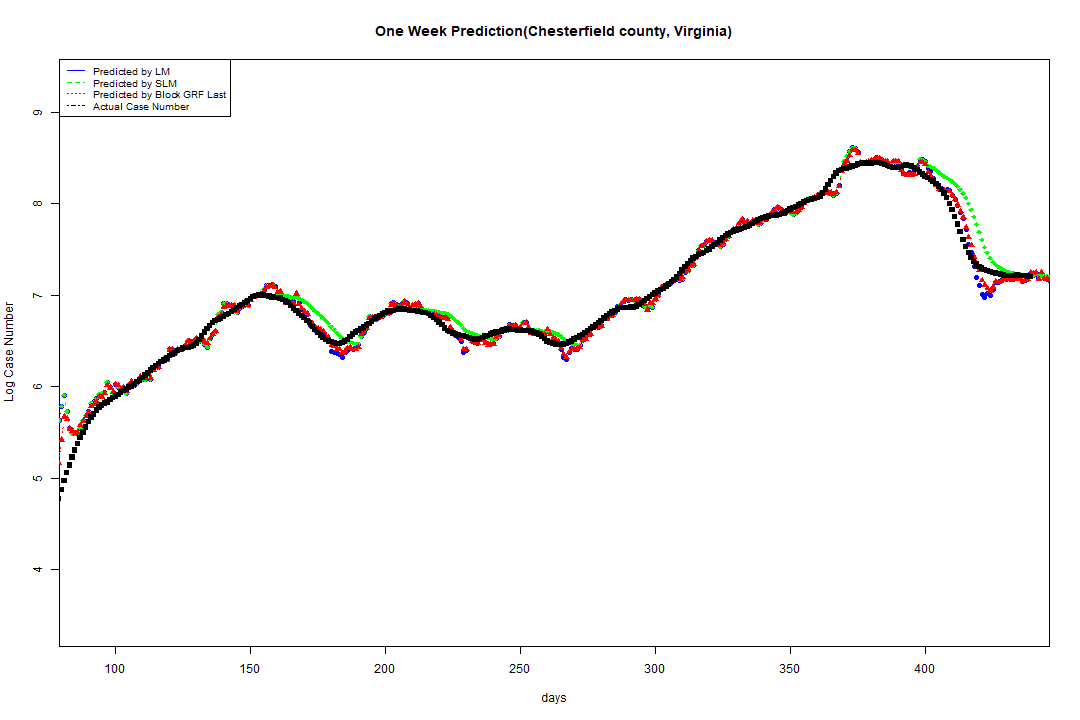 One Week Prediction(Chesterfield county, Virginia)
Predicted by LM
Predicted by SLM
Predicted by Block GRF Last
Actual Case Number
9
8
7
6
5
4
Log Case Number
100 150 200 250 300 350 400
days